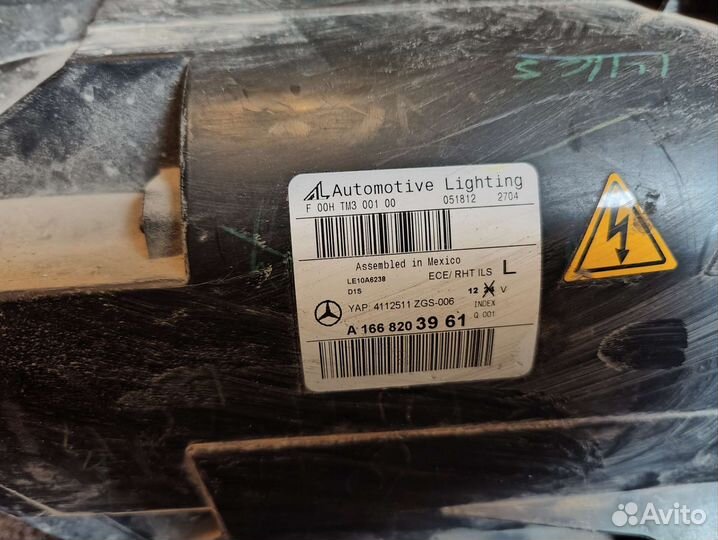 Automotive Lighting
F 00H TM3 001 00 051812 2704
Assembled in Mexico
LE10A6238 ECE/ RHT ILS L
D1S 12 V
YAP 4112511 ZGS-006 INDEX
Q 001
A 166 820 39 61
Avito